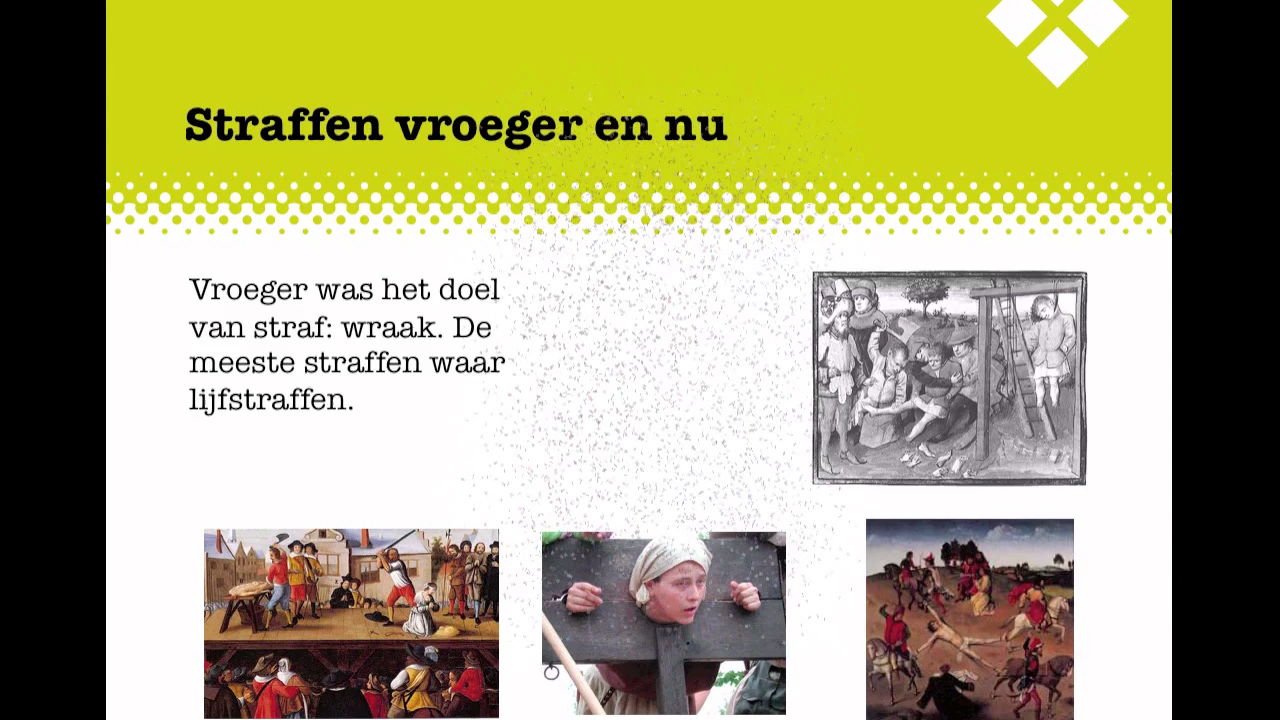 Straffen vroeger en nu
Vroeger was het doel
van straf: wraak. De
meeste straffen waar
lijfstraffen.